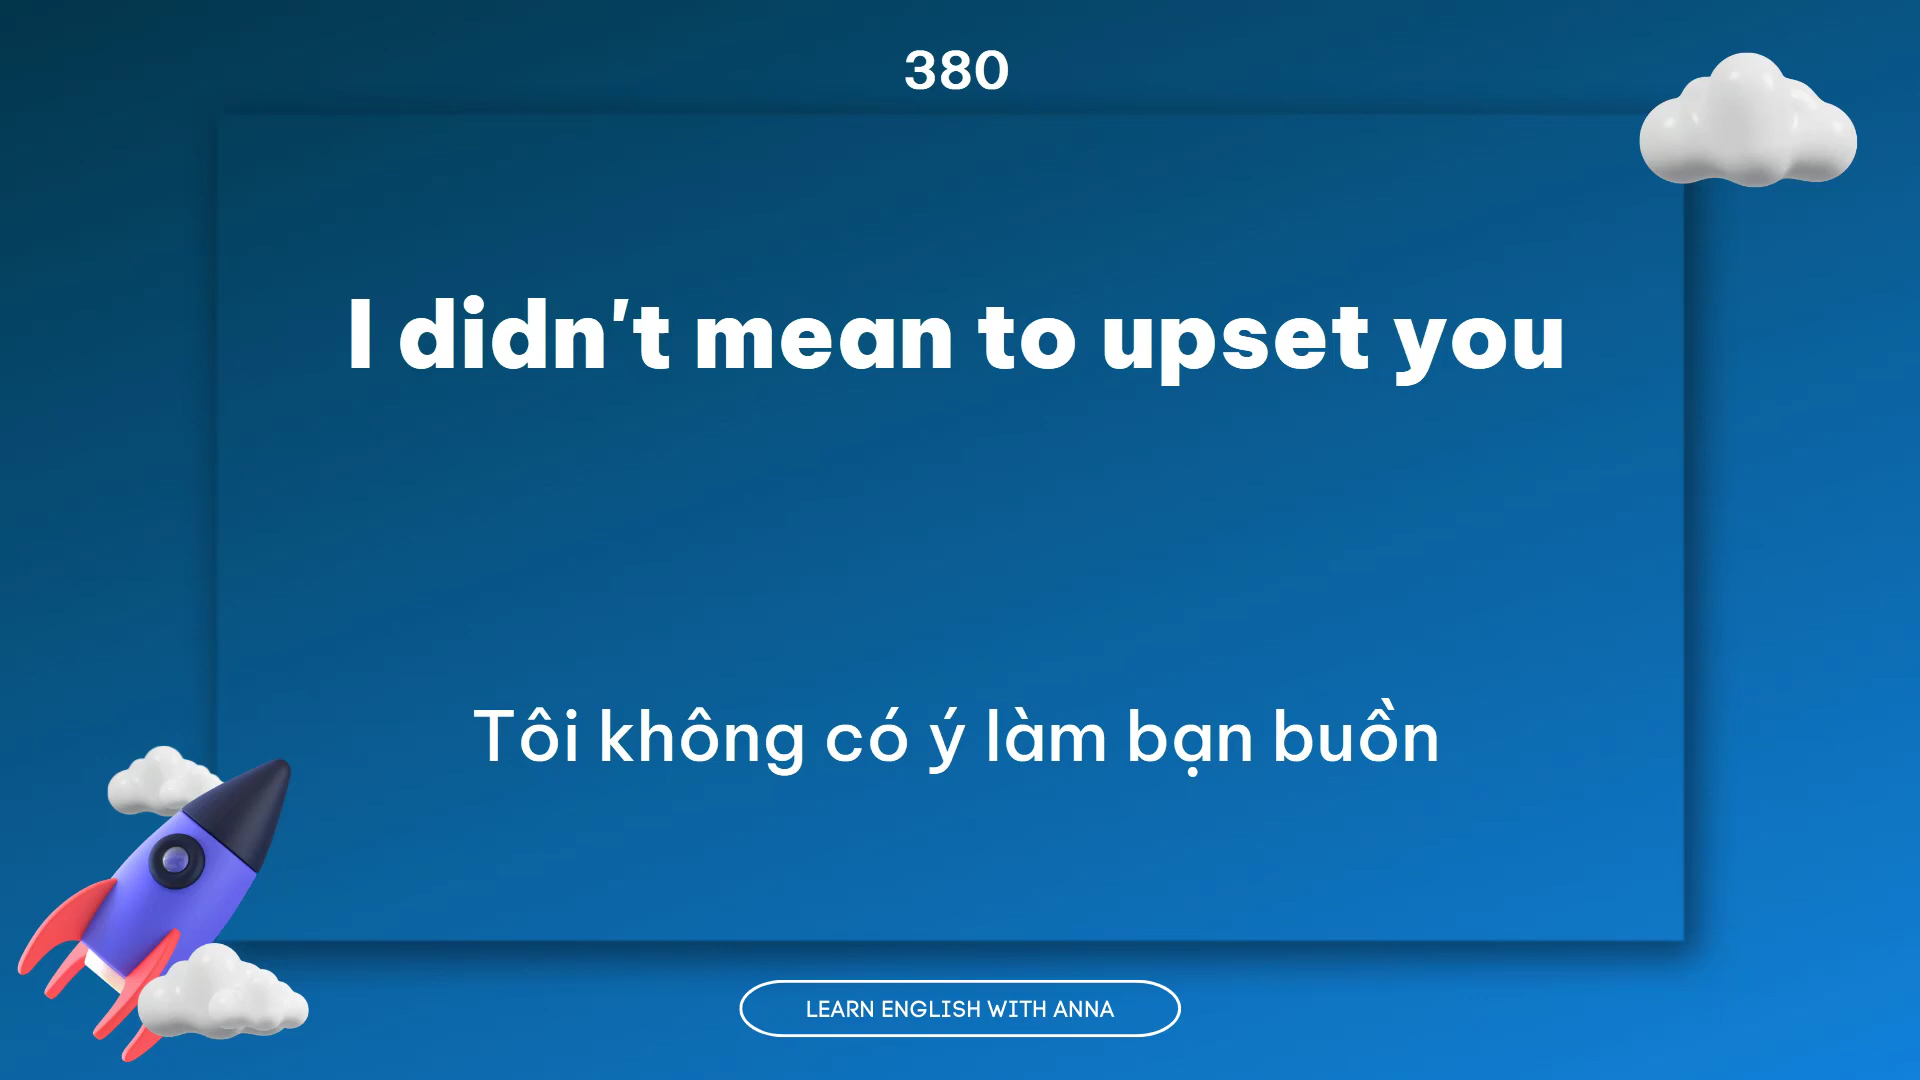 380
I didn't mean to upset you
Tôi không có ý làm bạn buồn
LEARN ENGLISH WITH ANNA